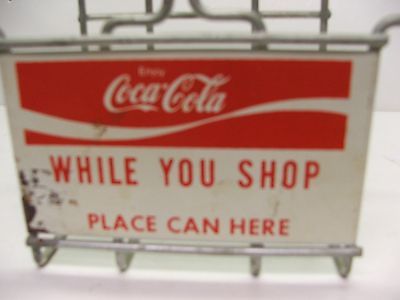 Enjoy
Coca-Cola
WHILE YOU SHOP
PLACE CAN HERE